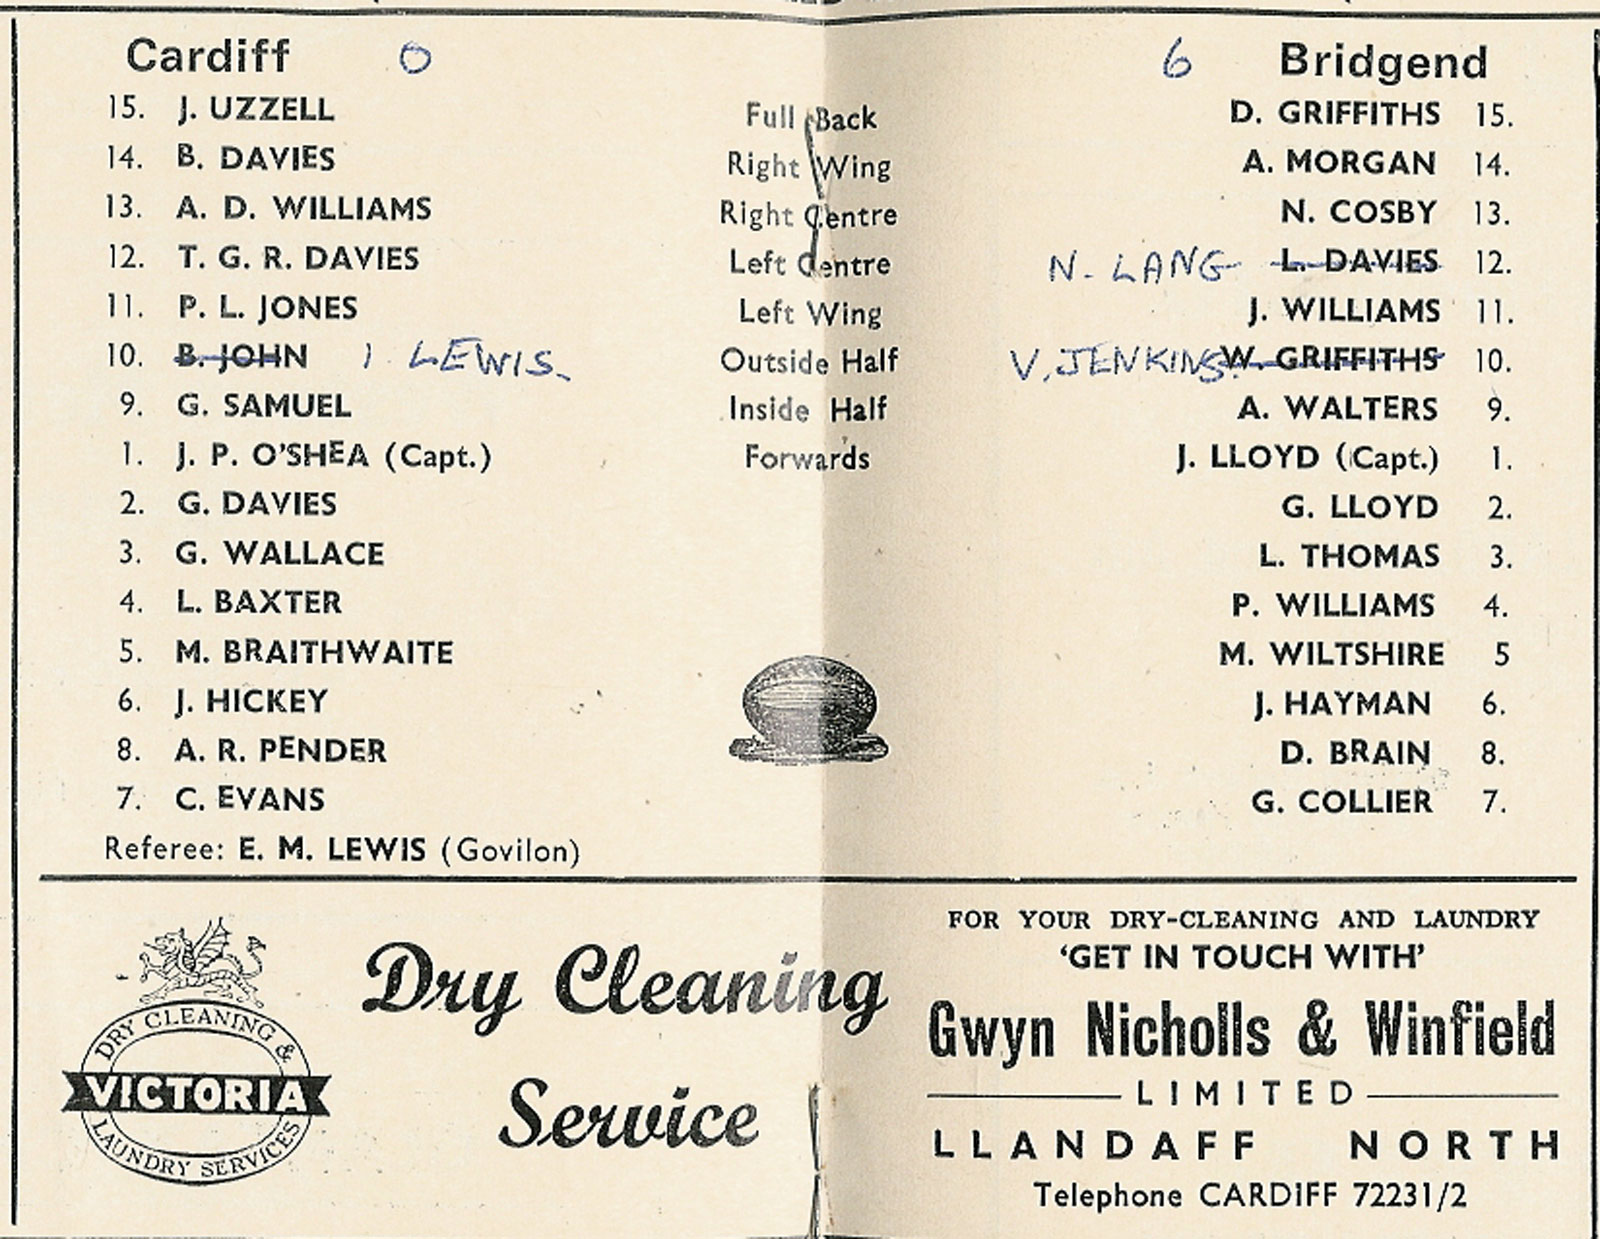 Cardiff 0 6 Bridgend
15. J. UZZELL Full Back D. GRIFFITHS 15.
14. B. DAVIES Right Wing A. MORGAN 14.
13. A. D. WILLIAMS Right Centre N. COSBY 13.
12. T. G. R. DAVIES Left Centre N. LANG L. DAVIES 12.
11. P. L. JONES Left Wing J. WILLIAMS 11.
10. B. JOHN I LEWIS. Outside Half V. JENKINS W. GRIFFITHS 10.
9. G. SAMUEL Inside Half A. WALTERS 9.
1. J. P. O'SHEA (Capt.) Forwards J. LLOYD (Capt.) 1.
2. G. DAVIES G. LLOYD 2.
3. G. WALLACE L. THOMAS 3.
4. L. BAXTER P. WILLIAMS 4.
5. M. BRAITHWAITE M. WILTSHIRE 5
6. J. HICKEY J. HAYMAN 6.
8. A. R. PENDER D. BRAIN 8.
7. C. EVANS G. COLLIER 7.
Referee: E. M. LEWIS (Govilon)
DRY CLEANING &
VICTORIA
LAUNDRY SERVICES
Dry Cleaning
Service
FOR YOUR DRY-CLEANING AND LAUNDRY
'GET IN TOUCH WITH'
Gwyn Nicholls & Winfield
LIMITED
LLANDAFF NORTH
Telephone CARDIFF 72231/2